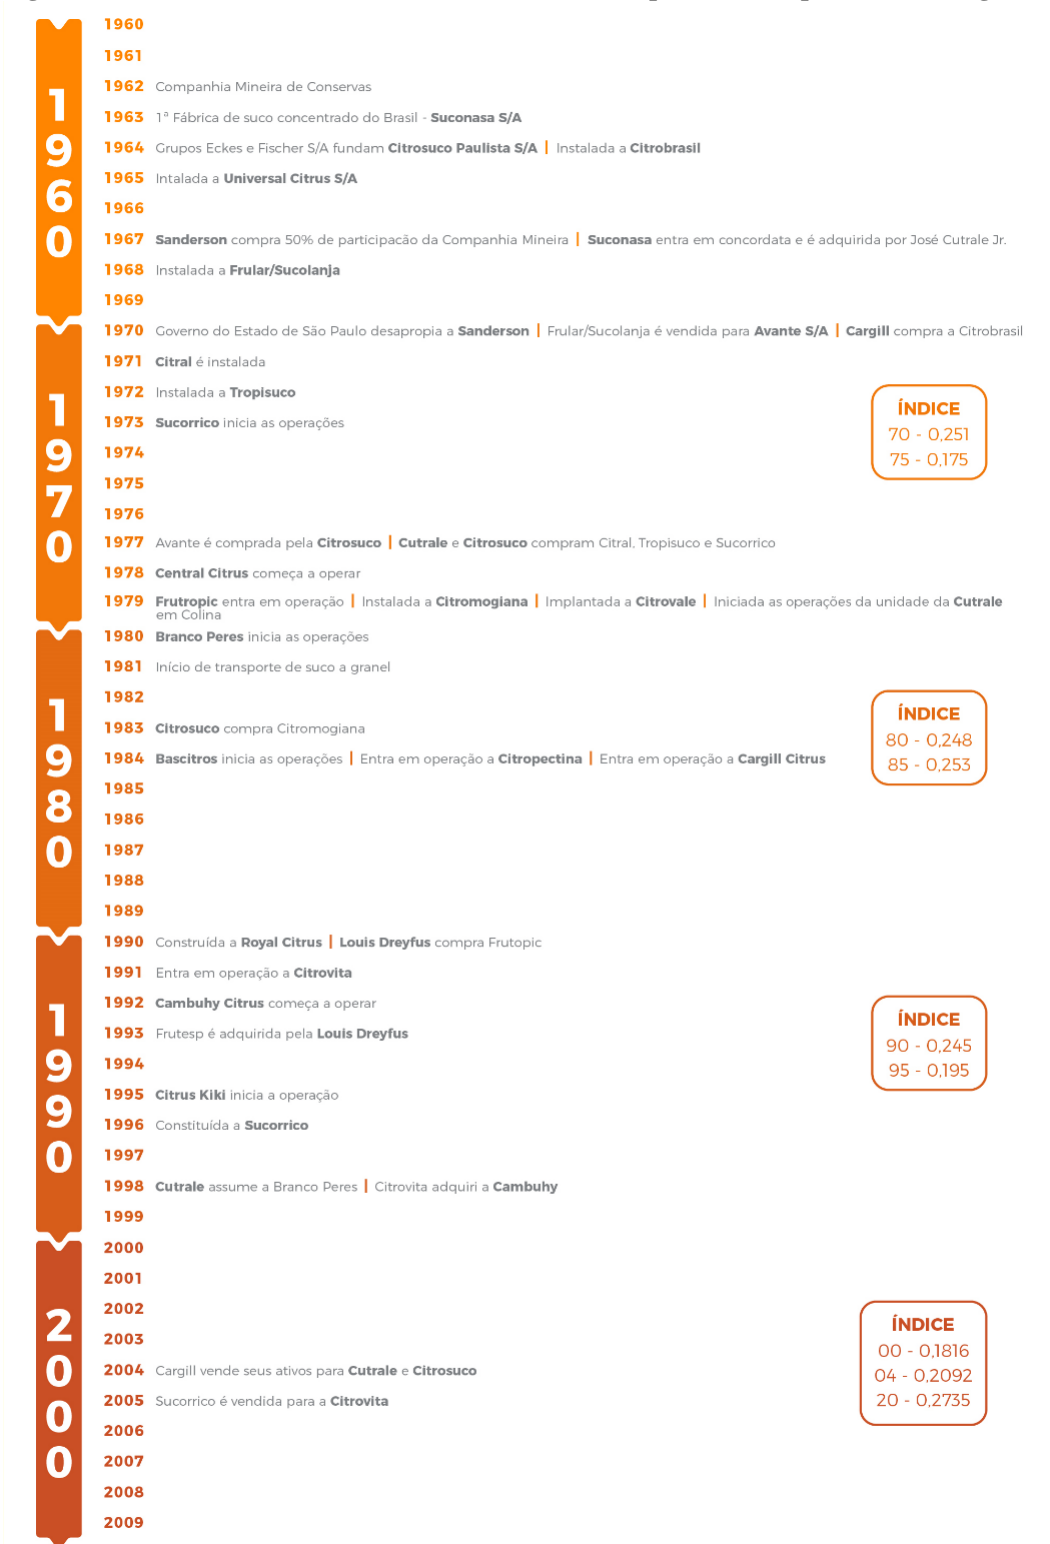 1960
1961
1962 Companhia Mineira de Conservas
1963 1ª Fábrica de suco concentrado do Brasil - Suconasa S/A
1964 Grupos Eckes e Fischer S/A fundam Citrosuco Paulista S/A | Instalada a Citrobrasil
1965 Intalada a Universal Citrus S/A
1966
1967 Sanderson compra 50% de participacão da Companhia Mineira | Suconasa entra em concordata e é adquirida por José Cutrale Jr.
1968 Instalada a Frular/Sucolanja
1969
1960
1970 Governo do Estado de São Paulo desapropia a Sanderson | Frular/Sucolanja é vendida para Avante S/A | Cargill compra a Citrobrasil
1971 Citral é instalada
1972 Instalada a Tropisuco
1973 Sucorrico inicia as operações
1974
1975
1976
1977 Avante é comprada pela Citrosuco | Cutrale e Citrosuco compram Citral, Tropisuco e Sucorrico
1978 Central Citrus começa a operar
1979 Frutropic entra em operação | Instalada a Citromogiana | Implantada a Citrovale | Iniciada as operações da unidade da Cutrale
em Colina
1970
ÍNDICE
70 - 0,251
75 - 0,175
1980 Branco Peres inicia as operações
1981 Início de transporte de suco a granel
1982
1983 Citrosuco compra Citromogiana
1984 Bascitros inicia as operações | Entra em operação a Citropectina | Entra em operação a Cargill Citrus
1985
1986
1987
1988
1989
1980
ÍNDICE
80 - 0,248
85 - 0,253
1990 Construída a Royal Citrus | Louis Dreyfus compra Frutopic
1991 Entra em operação a Citrovita
1992 Cambuhy Citrus começa a operar
1993 Frutesp é adquirida pela Louis Dreyfus
1994
1995 Citrus Kiki inicia a operação
1996 Constituída a Sucorrico
1997
1998 Cutrale assume a Branco Peres | Citrovita adquiri a Cambuhy
1999
1990
ÍNDICE
90 - 0,245
95 - 0,195
2000
2001
2002
2003
2004 Cargill vende seus ativos para Cutrale e Citrosuco
2005 Sucorrico é vendida para a Citrovita
2006
2007
2008
2009
2000
ÍNDICE
00 - 0,1816
04 - 0,2092
20 - 0,2735